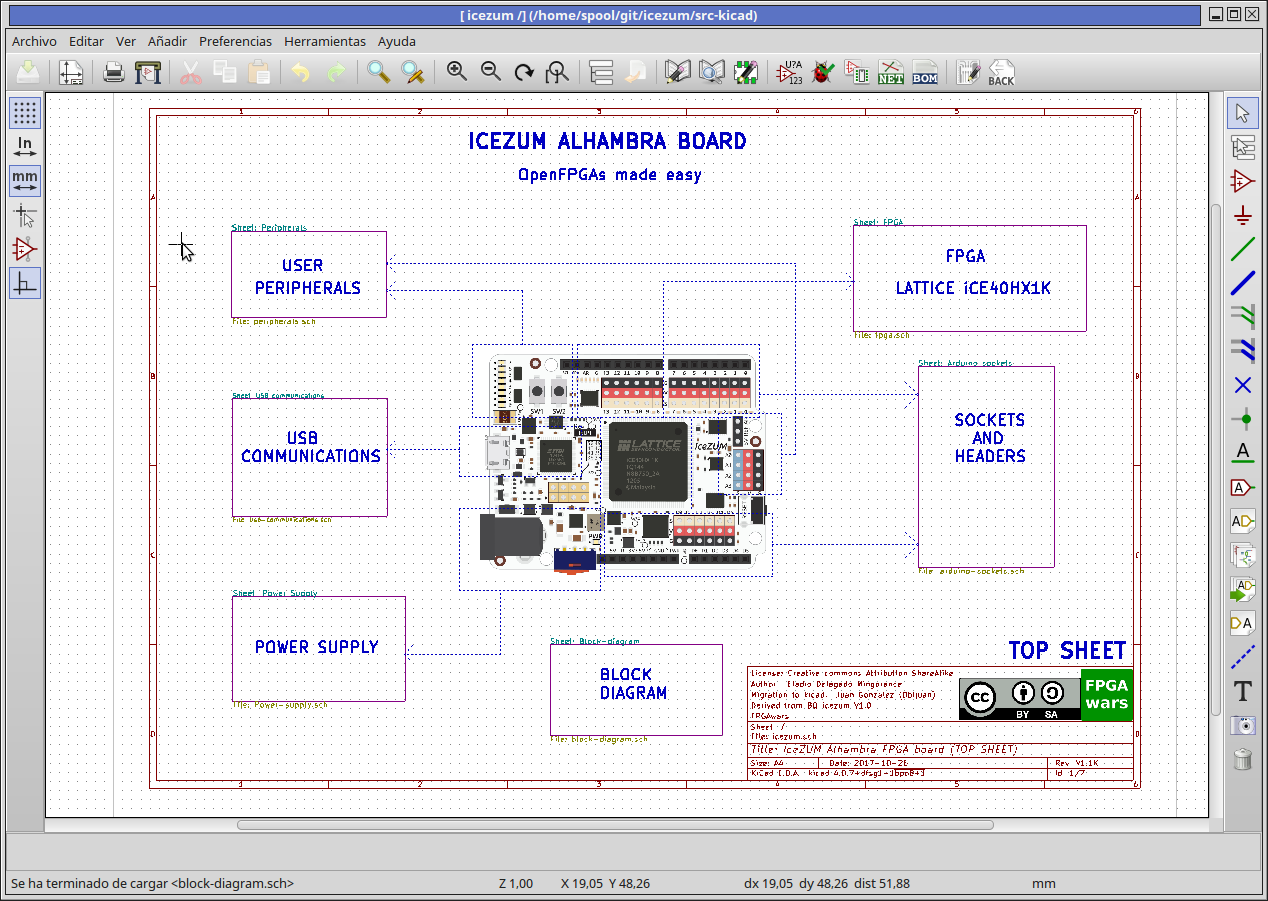 [ icezum /] (/home/spool/git/icezum/src-kicad)
Archivo Editar Ver Añadir Preferencias Herramientas Ayuda
U?A
123
NET
BOM
BACK
In
mm
A
A
A
A
T
1 2 3 4 5 6
ICEZUM ALHAMBRA BOARD
OpenFPGAs made easy
A
A
Sheet: Peripherals
USER
PERIPHERALS
File: peripherals.sch
Sheet: FPGA
FPGA
LATTICE iCE40HX1K
File: fpga.sch
B
B
Sheet: Arduino sockets
SOCKETS
AND
HEADERS
File: arduino-sockets.sch
Sheet: USB communications
USB
COMMUNICATIONS
File: usb-communications.sch
SW1 SW2
LATTICE
SEMICONDUCTOR
IceZUM
C
C
Sheet: Power Supply
POWER SUPPLY
File: Power-supply.sch
Sheet: Block-diagram
BLOCK
DIAGRAM
File: block-diagram.sch
D
D
TOP SHEET
License: Creative commons Attribution ShareAlike
Author: Eladio Delgado Mingorance
Migration to kicad: Juan Gonzalez (Obijuan)
Derived from BQ icezum V1.0
FPGAwars
cc
BY SA
FPGA
wars
Sheet: /
File: icezum.sch
Title: IceZUM Alhambra FPGA board (TOP SHEET)
Size: A4 Date: 2017-10-26 Rev: V1.1K
KiCad E.D.A. kicad 4.0.7+dfsg1-1bpo8+1 Id: 1/7
1 2 3 4 5 6
Se ha terminado de cargar <block-diagram.sch> Z 1,00 X 19,05 Y 48,26 dx 19,05 dy 48,26 dist 51,88 mm